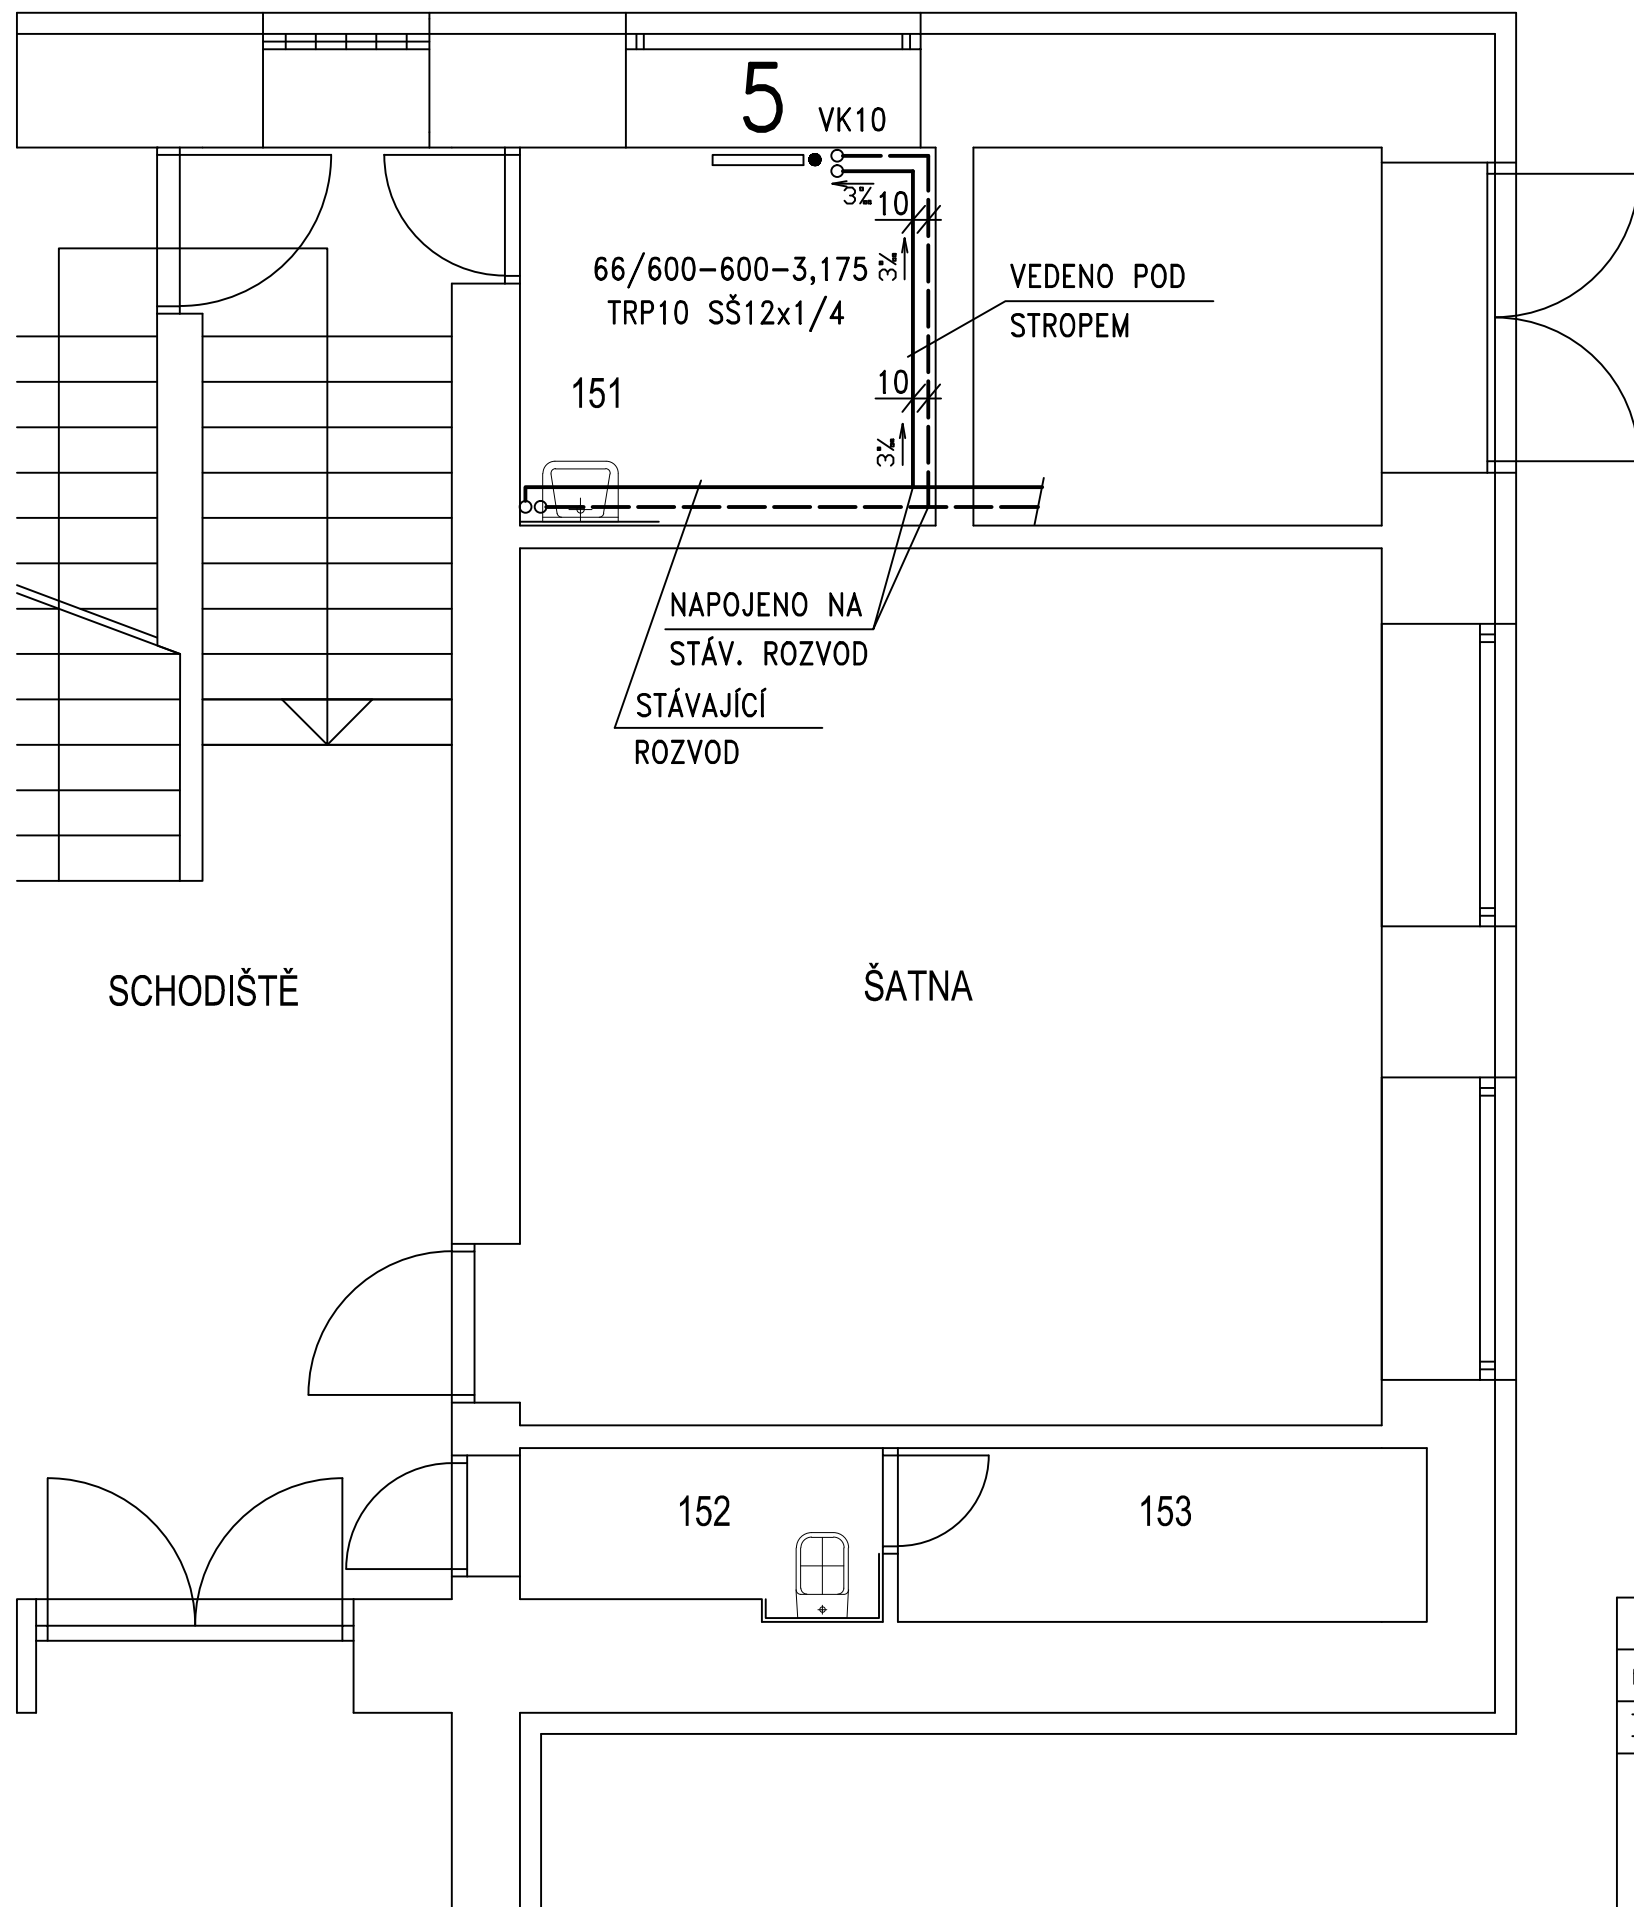 5
VK10
3‰
10
66/600-600-3,175
3‰
TRP10 SŠ12x1/4
VEDENO POD
STROPEM
151
10
3‰
NAPOJENO NA
STÁV. ROZVOD
STÁVAJÍCÍ
ROZVOD
SCHODIŠTĚ
ŠATNA
152
153